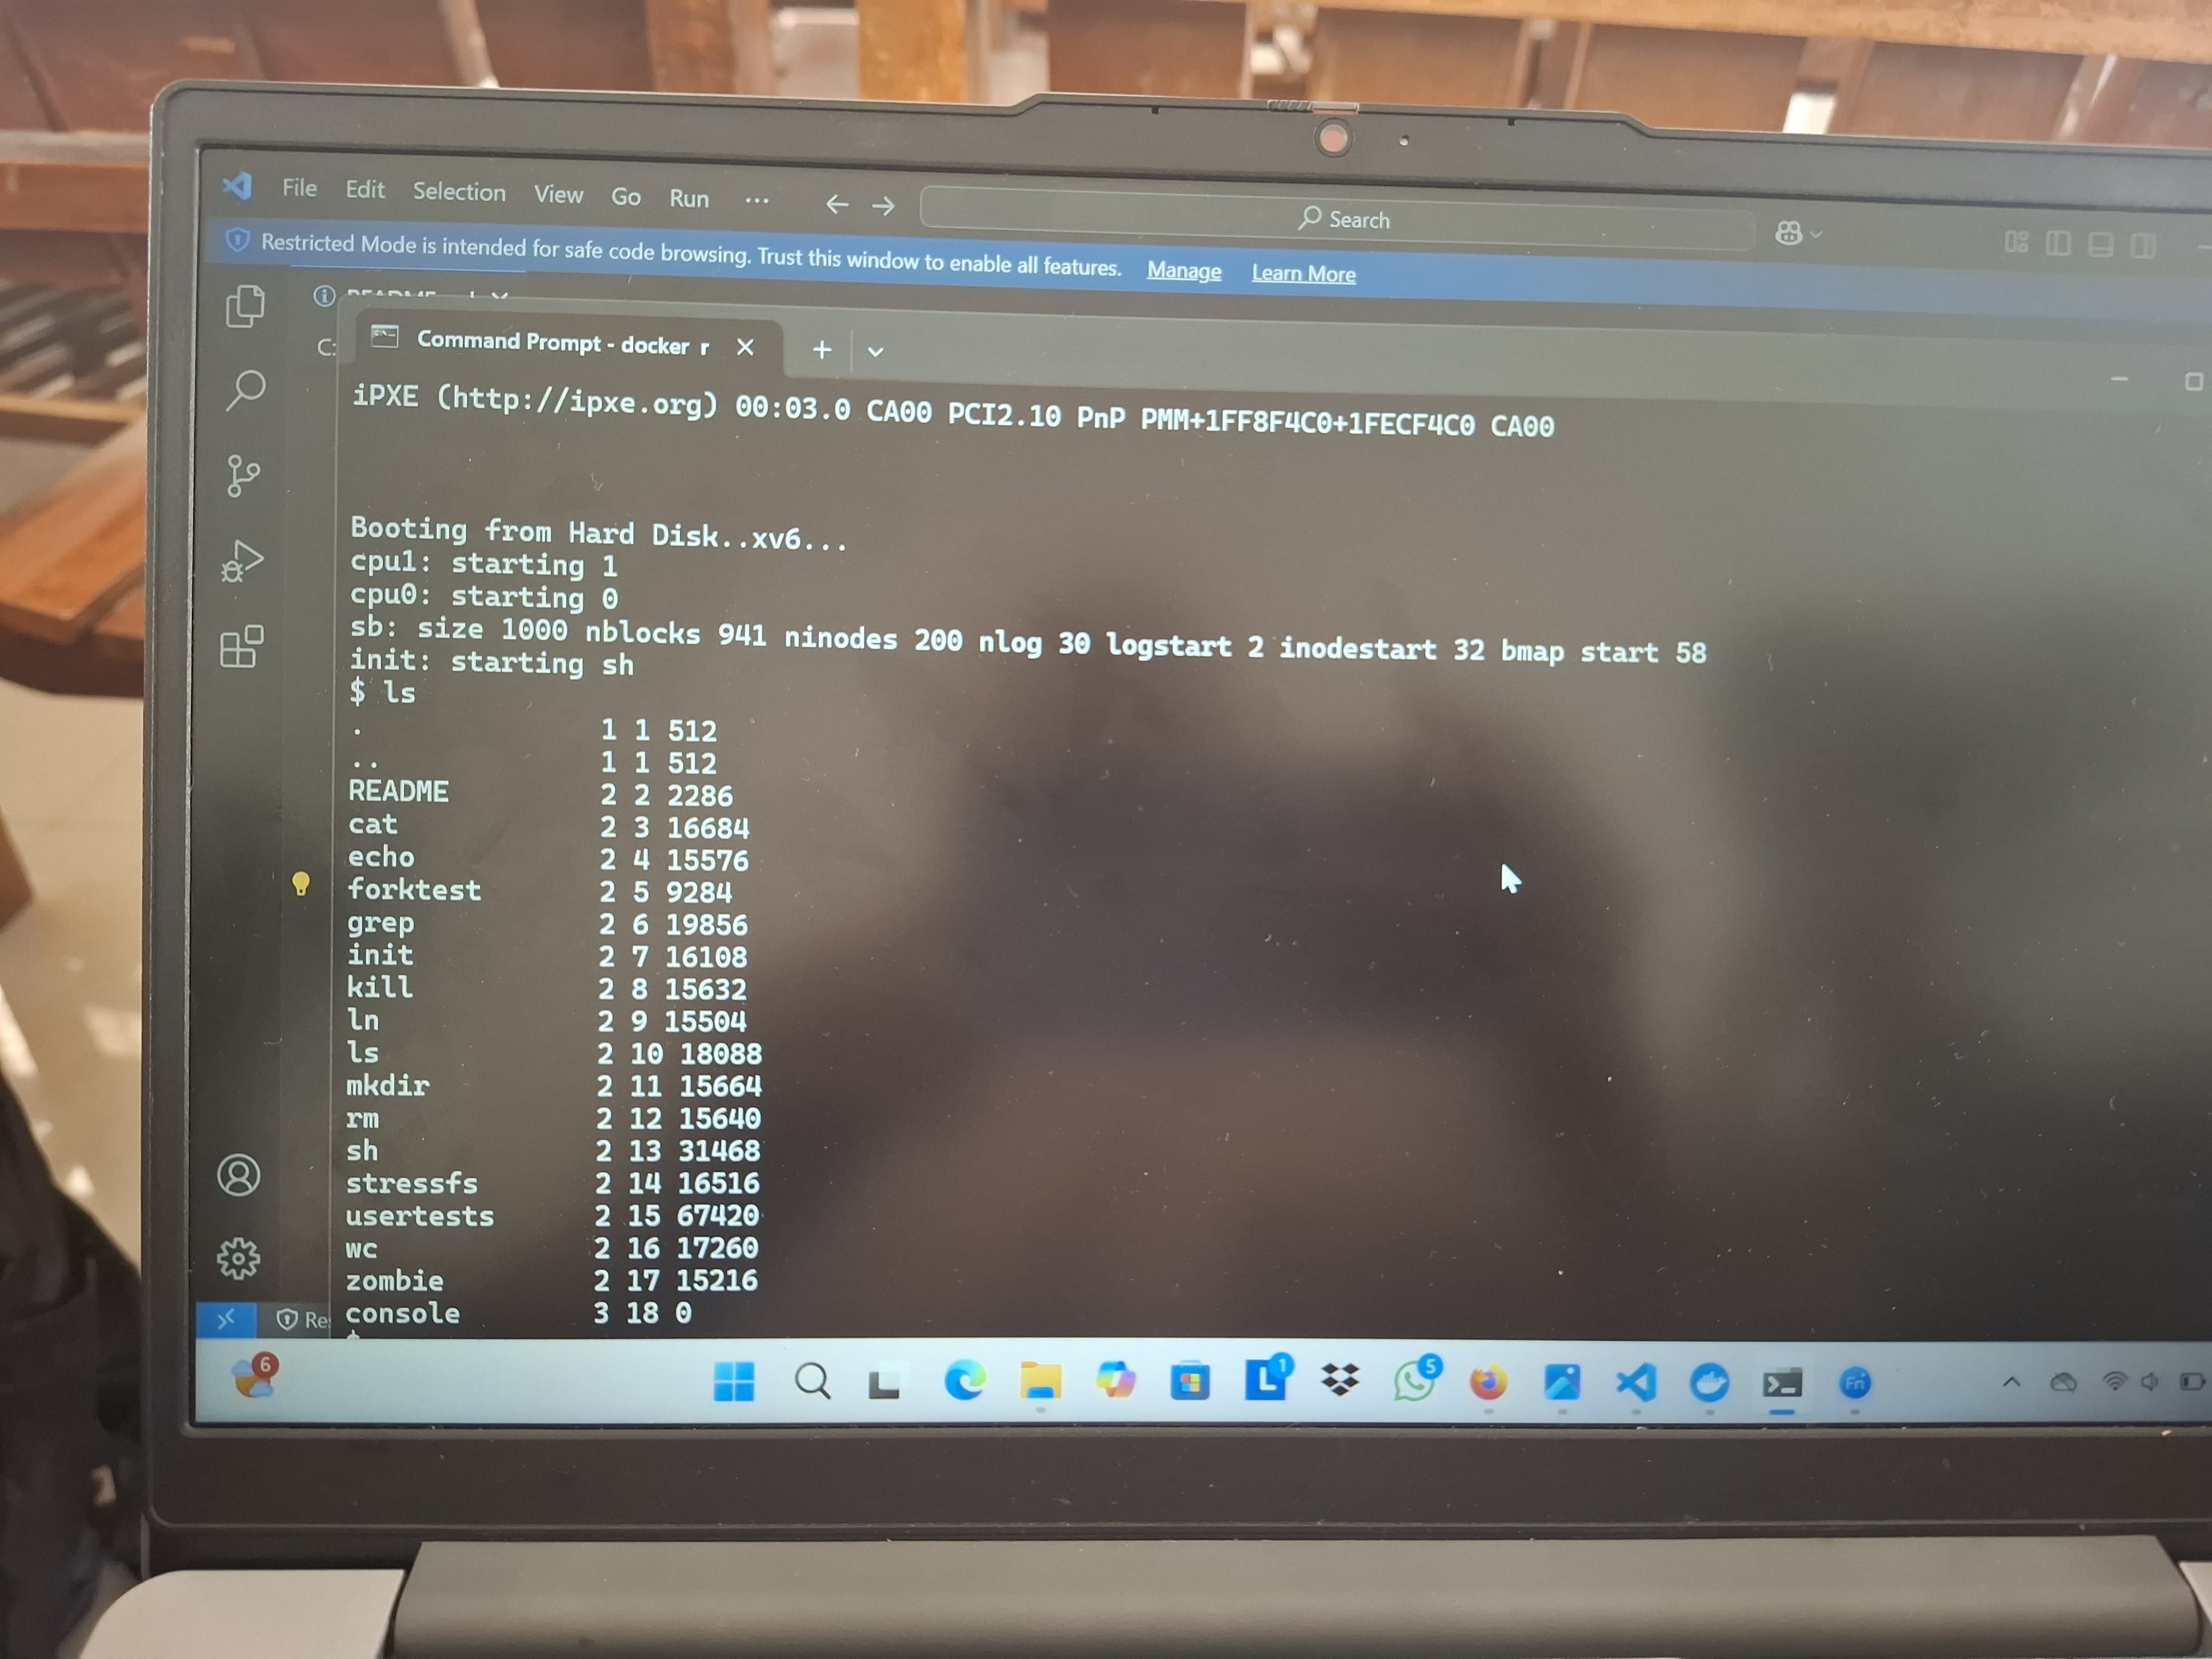 File Edit Selection View Go Run ... Search
Restricted Mode is intended for safe code browsing. Trust this window to enable all features. Manage Learn More
C:
Command Prompt - docker r
iPXE (http://ipxe.org) 00:03.0 CA00 PCI2.10 PnP PMM+1FF8F4C0+1FECF4C0 CA00
Booting from Hard Disk..xv6...
cpu1: starting 1
cpu0: starting 0
sb: size 1000 nblocks 941 ninodes 200 nlog 30 logstart 2 inodestart 32 bmap start 58
init: starting sh
$ ls
. 1 1 512
.. 1 1 512
README 2 2 2286
cat 2 3 16684
echo 2 4 15576
forktest 2 5 9284
grep 2 6 19856
init 2 7 16108
kill 2 8 15632
ln 2 9 15504
ls 2 10 18088
mkdir 2 11 15664
rm 2 12 15640
sh 2 13 31468
stressfs 2 14 16516
usertests 2 15 67420
wc 2 16 17260
zombie 2 17 15216
Re console 3 18 0
6 L 1 5 Fn